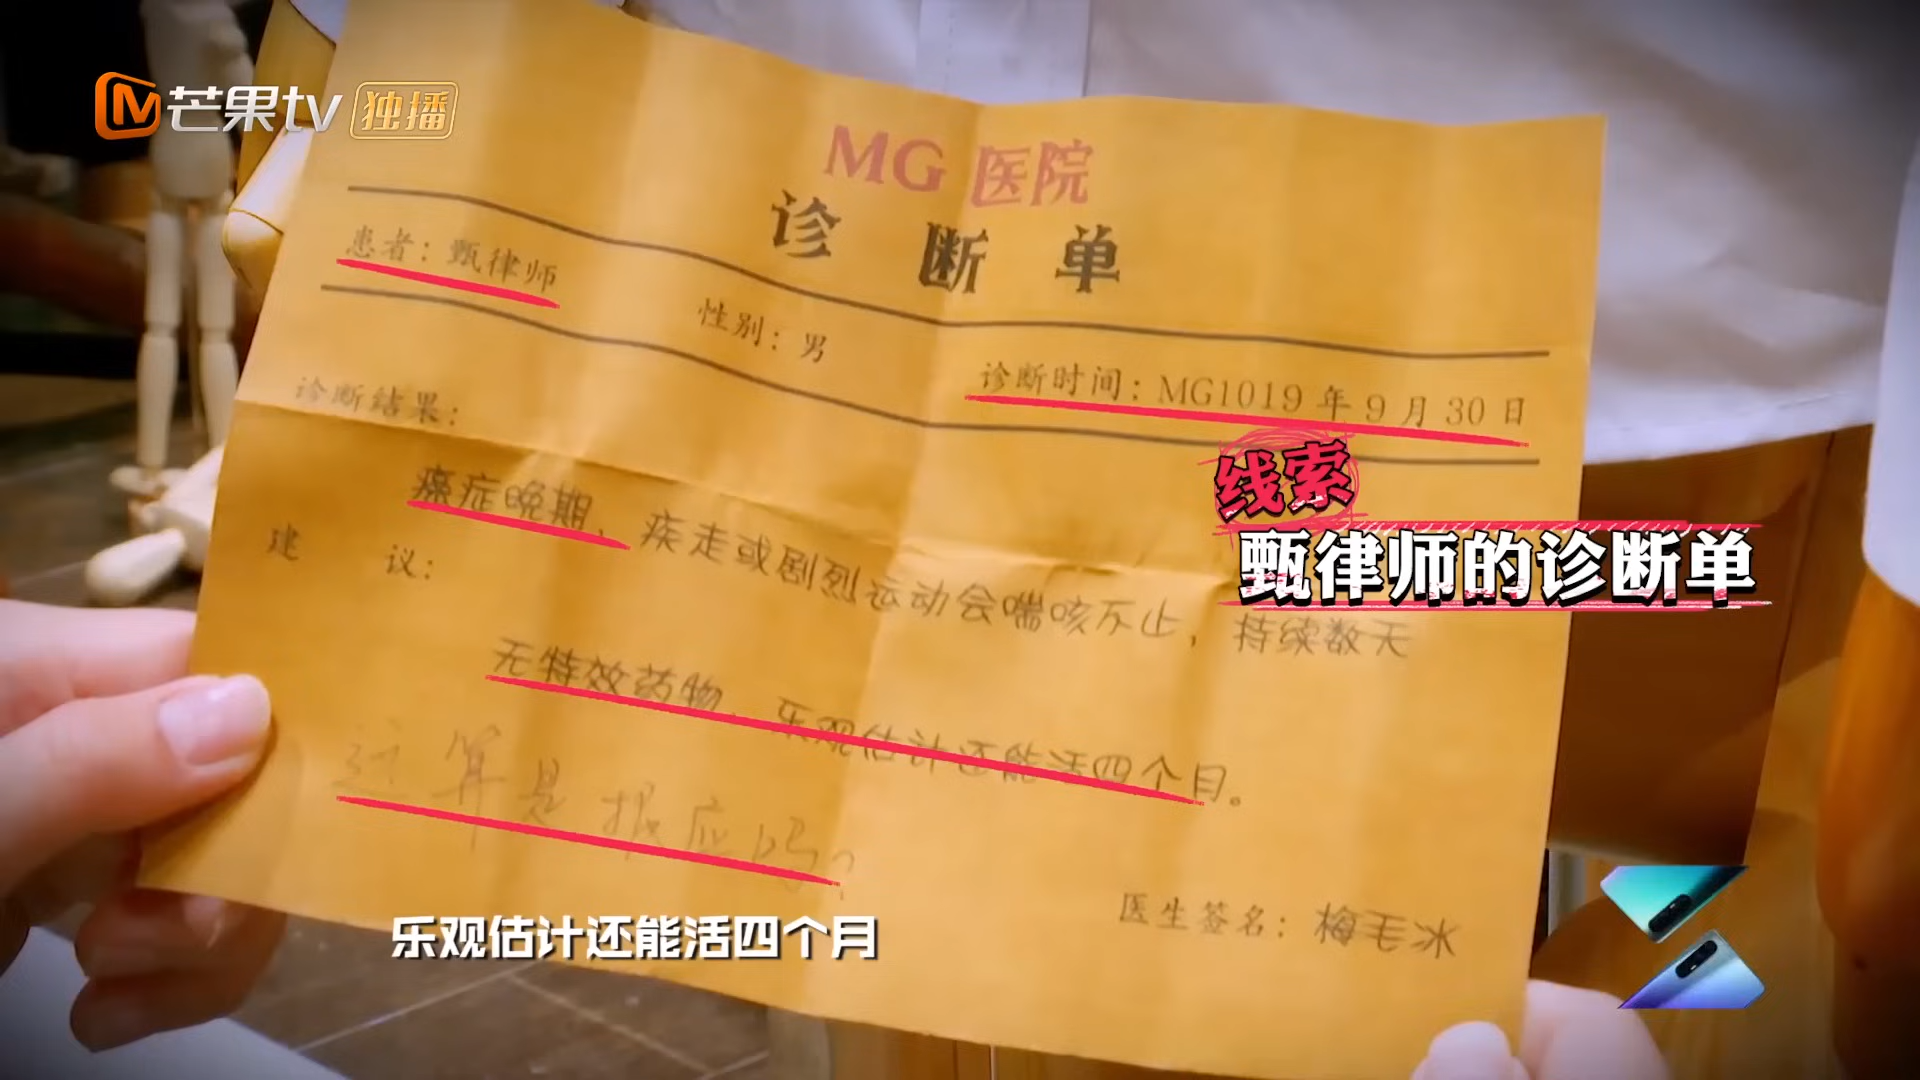 芒果tv 独播
MG 医院
诊断单
患者：甄律师
性别：男
诊断时间：MG1019年9月30日
诊断结果：
癌症晚期，疾走或剧烈运动会喘咳不止，持续数天
建议：
无特效药物，乐观估计还能活四个月。
这算是报应吗？
医生签名：梅毛冰
线索
甄律师的诊断单
乐观估计还能活四个月